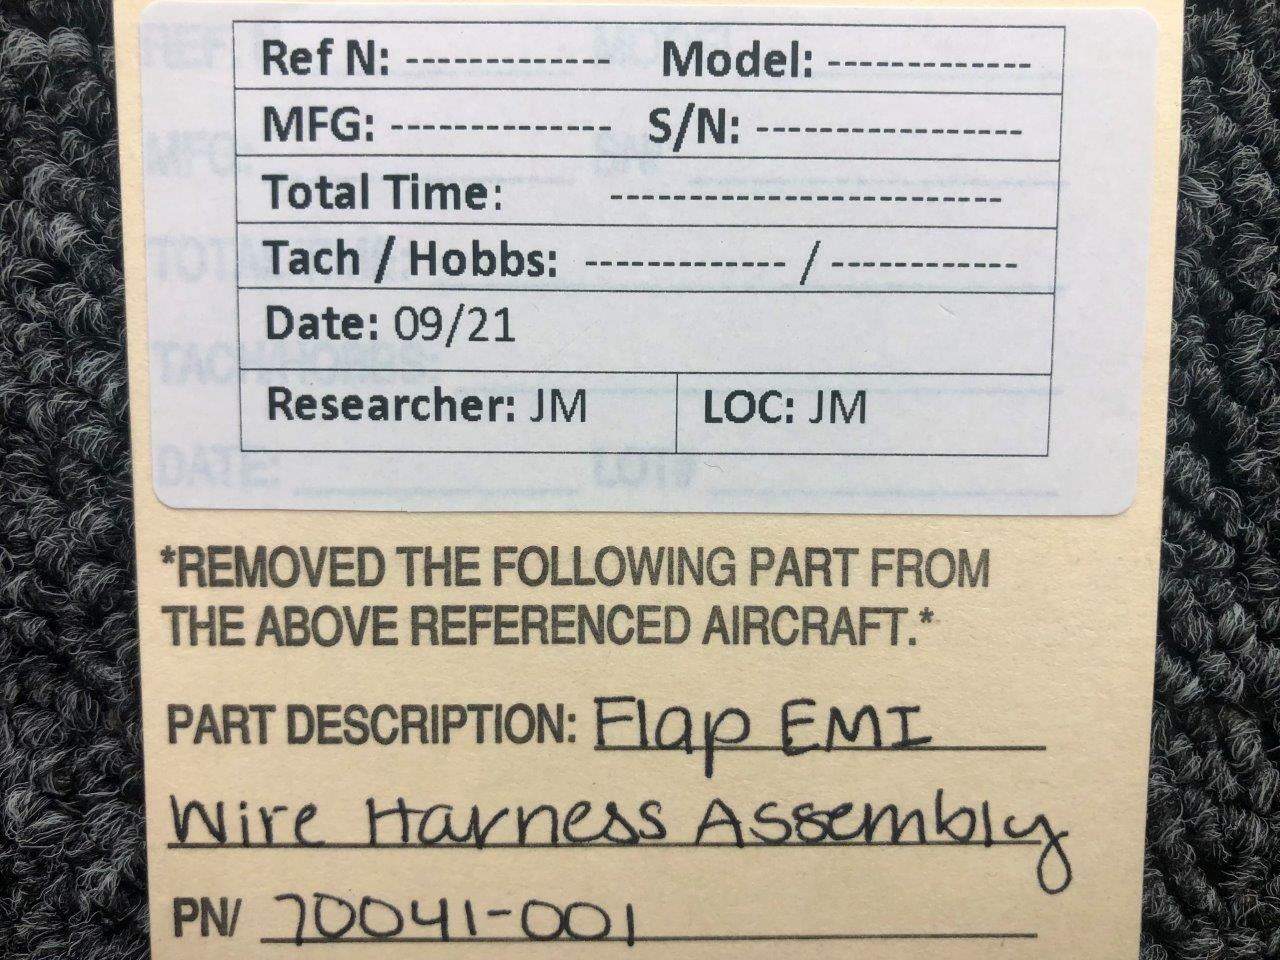 Ref N: ------------- Model: -------------
MFG: -------------- S/N: -----------------
Total Time: -------------------------
Tach / Hobbs: ------------- / ------------
Date: 09/21
Researcher: JM LOC: JM
*REMOVED THE FOLLOWING PART FROM
THE ABOVE REFERENCED AIRCRAFT.*
PART DESCRIPTION: Flap EMI
Wire Harness Assembly
PN/ 70041-001